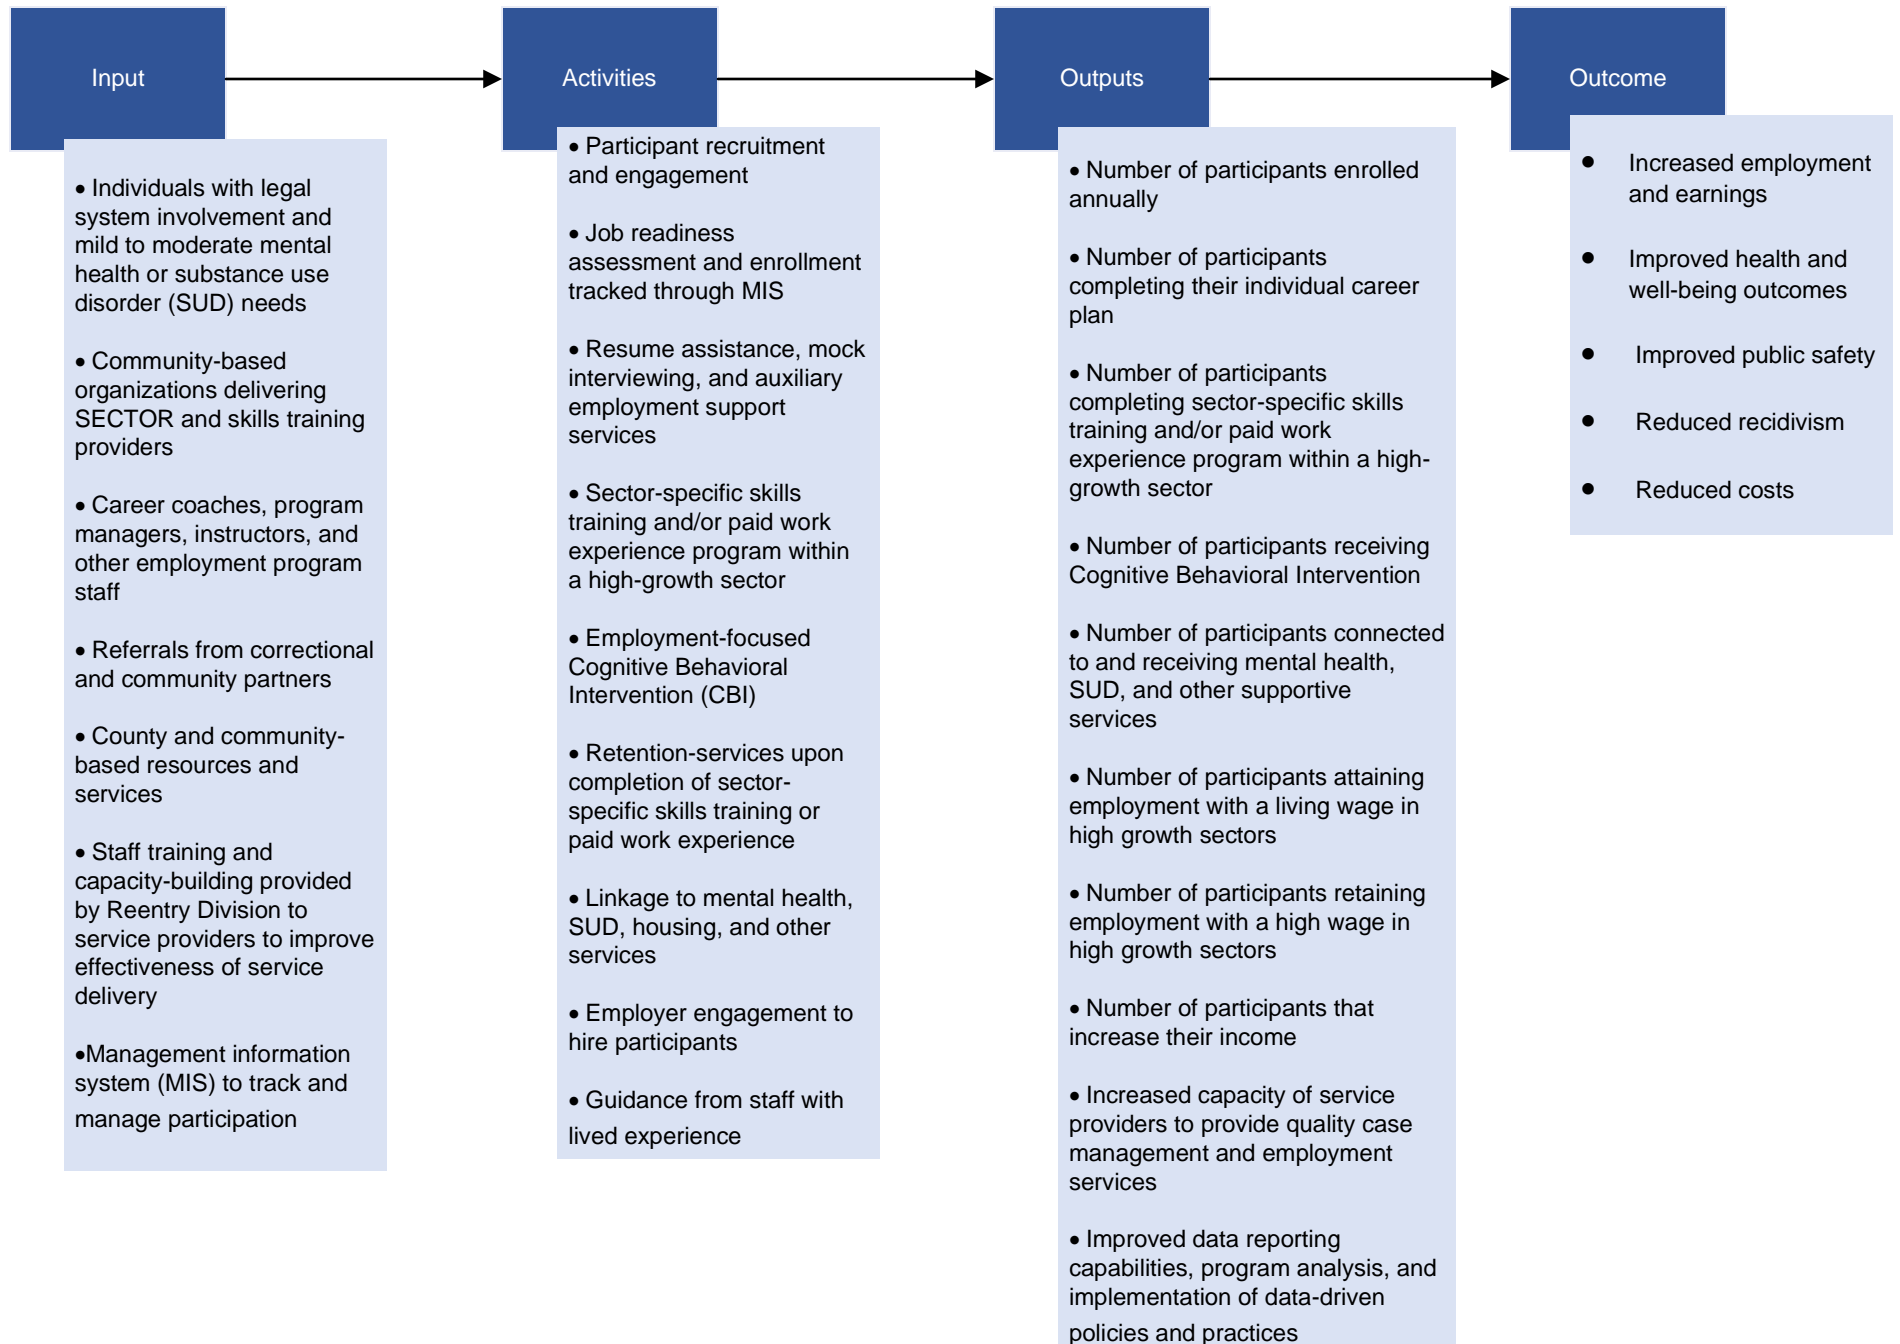 Input
• Individuals with legal
system involvement and
mild to moderate mental
health or substance use
disorder (SUD) needs
• Community-based
organizations delivering
SECTOR and skills training
providers
• Career coaches, program
managers, instructors, and
other employment program
staff
• Referrals from correctional
and community partners
• County and community-
based resources and
services
• Staff training and
capacity-building provided
by Reentry Division to
service providers to improve
effectiveness of service
delivery
•Management information
system (MIS) to track and
manage participation
Activities
• Participant recruitment
and engagement
• Job readiness
assessment and enrollment
tracked through MIS
• Resume assistance, mock
interviewing, and auxiliary
employment support
services
• Sector-specific skills
training and/or paid work
experience program within
a high-growth sector
• Employment-focused
Cognitive Behavioral
Intervention (CBI)
• Retention-services upon
completion of sector-
specific skills training or
paid work experience
• Linkage to mental health,
SUD, housing, and other
services
• Employer engagement to
hire participants
• Guidance from staff with
lived experience
Outputs
• Number of participants enrolled
annually
• Number of participants
completing their individual career
plan
• Number of participants
completing sector-specific skills
training and/or paid work
experience program within a high-
growth sector
• Number of participants receiving
Cognitive Behavioral Intervention
• Number of participants connected
to and receiving mental health,
SUD, and other supportive
services
• Number of participants attaining
employment with a living wage in
high growth sectors
• Number of participants retaining
employment with a high wage in
high growth sectors
• Number of participants that
increase their income
• Increased capacity of service
providers to provide quality case
management and employment
services
• Improved data reporting
capabilities, program analysis, and
implementation of data-driven
policies and practices
Outcome
• Increased employment
and earnings
• Improved health and
well-being outcomes
• Improved public safety
• Reduced recidivism
• Reduced costs